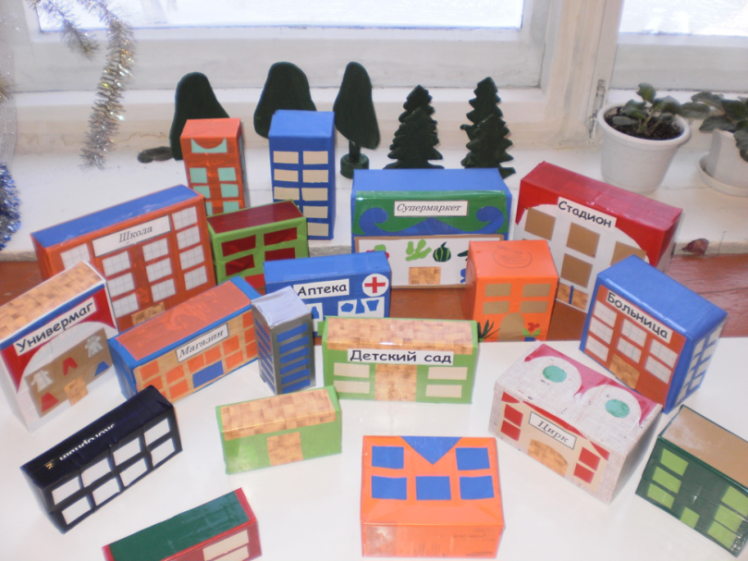 Супермаркет
Стадион
Школа
Аптека
Больница
Универмаг
Магазин
Детский сад
Цирк